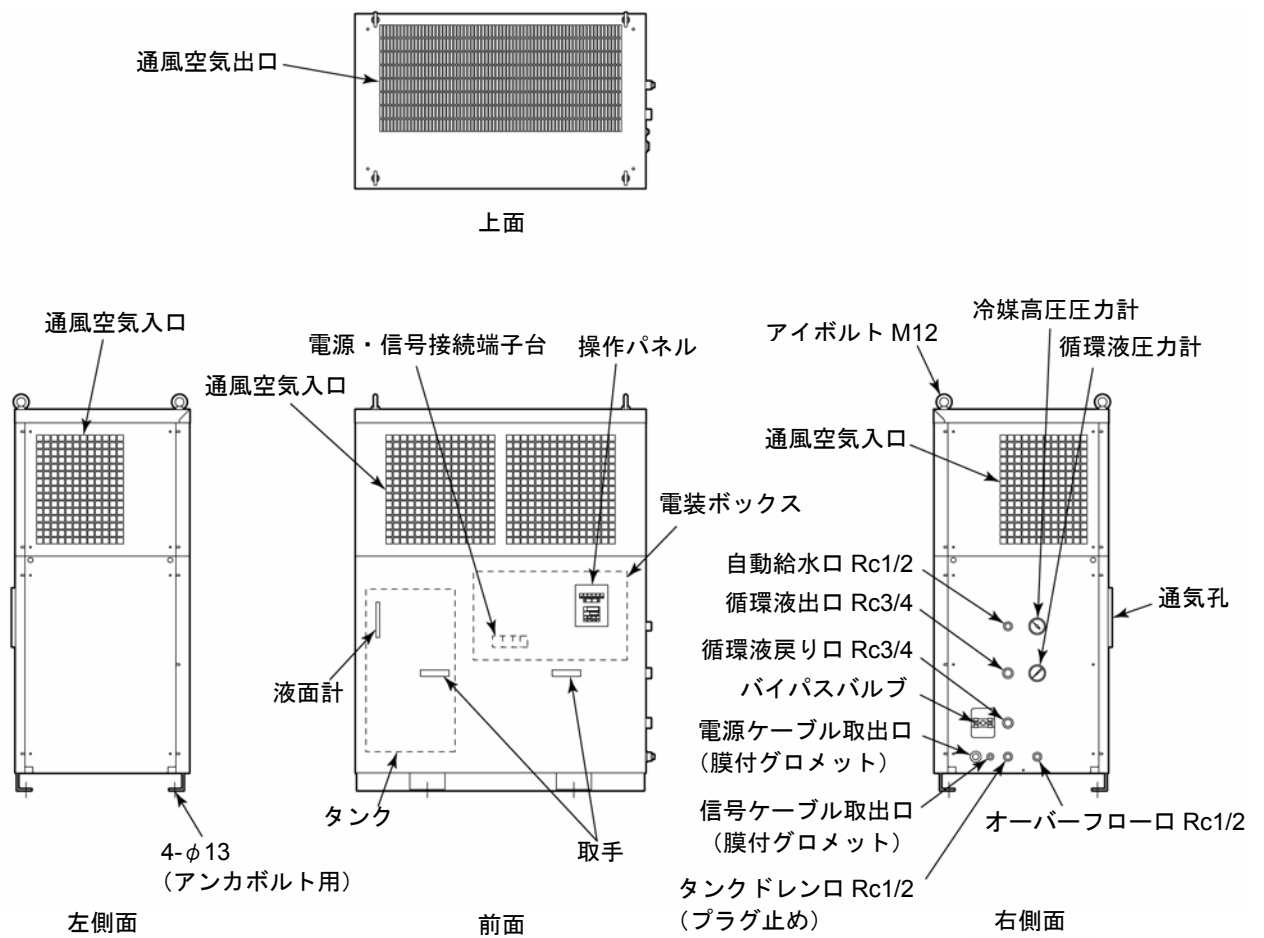 通風空気出口
上面
通風空気入口
4-φ13
（アンカボルト用）
左側面
電源・信号接続端子台
操作パネル
通風空気入口
電装ボックス
液面計
タンク
取手
前面
冷媒高圧圧力計
アイボルト M12
循環液圧力計
通風空気入口
自動給水口 Rc1/2
循環液出口 Rc3/4
通気孔
循環液戻り口 Rc3/4
バイパスバルブ
電源ケーブル取出口
（膜付グロメット）
信号ケーブル取出口
（膜付グロメット）
オーバーフロー口 Rc1/2
タンクドレン口 Rc1/2
（プラグ止め）
右側面